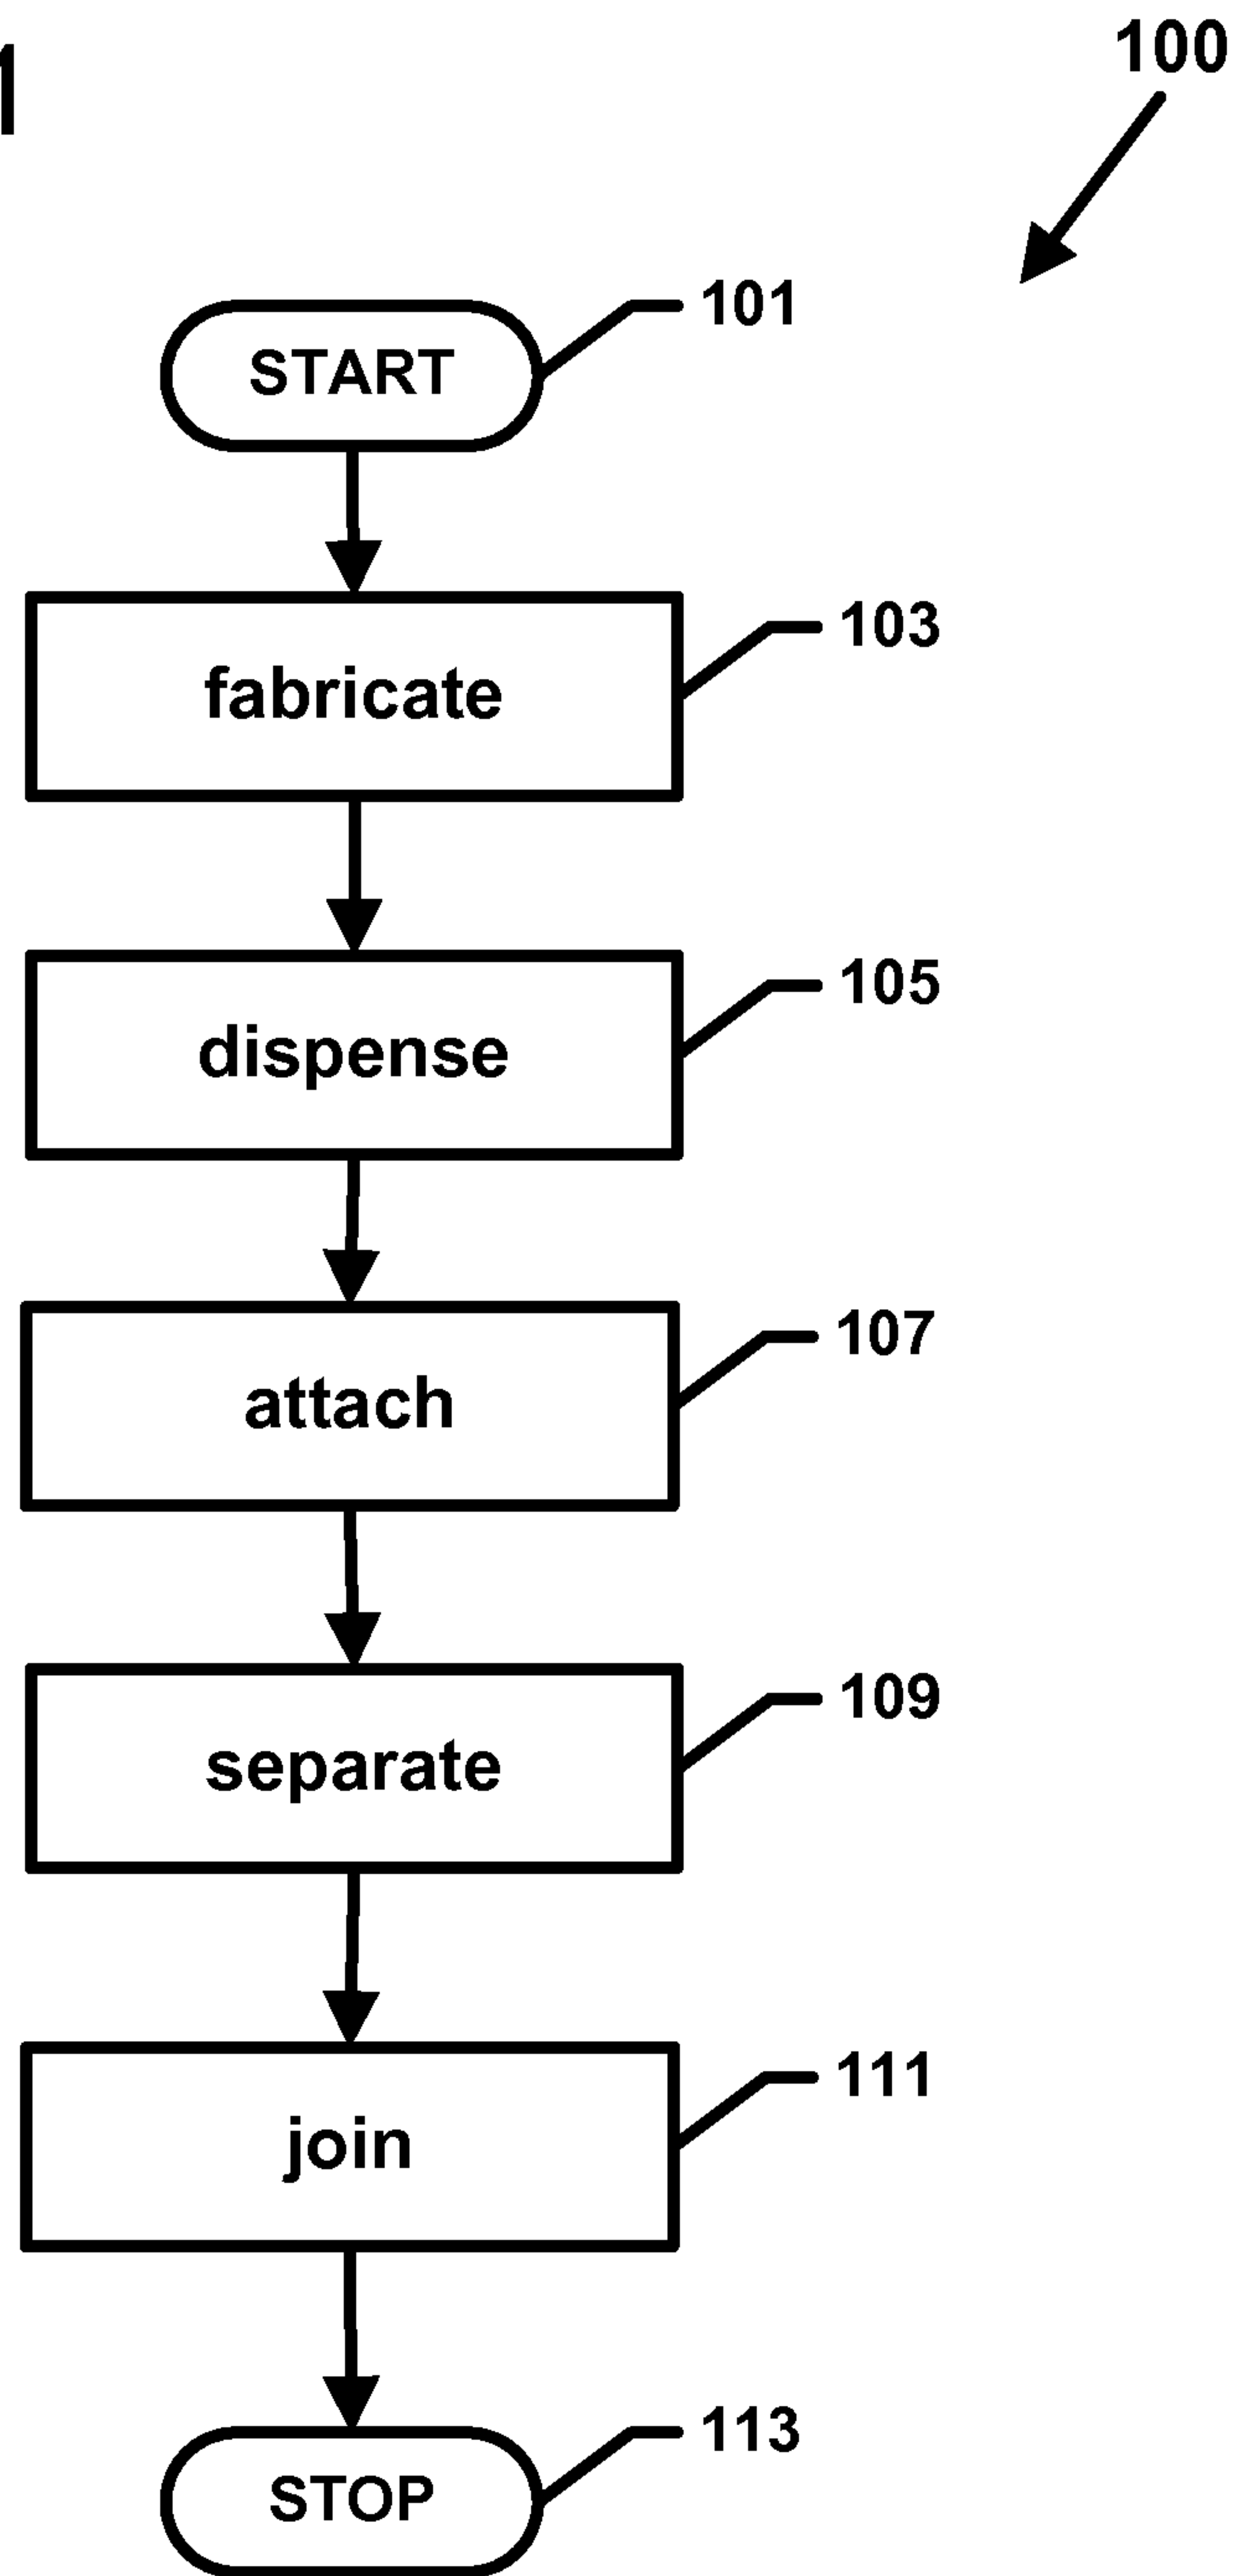 1
100
101
START
103
fabricate
105
dispense
107
attach
109
separate
111
join
113
STOP